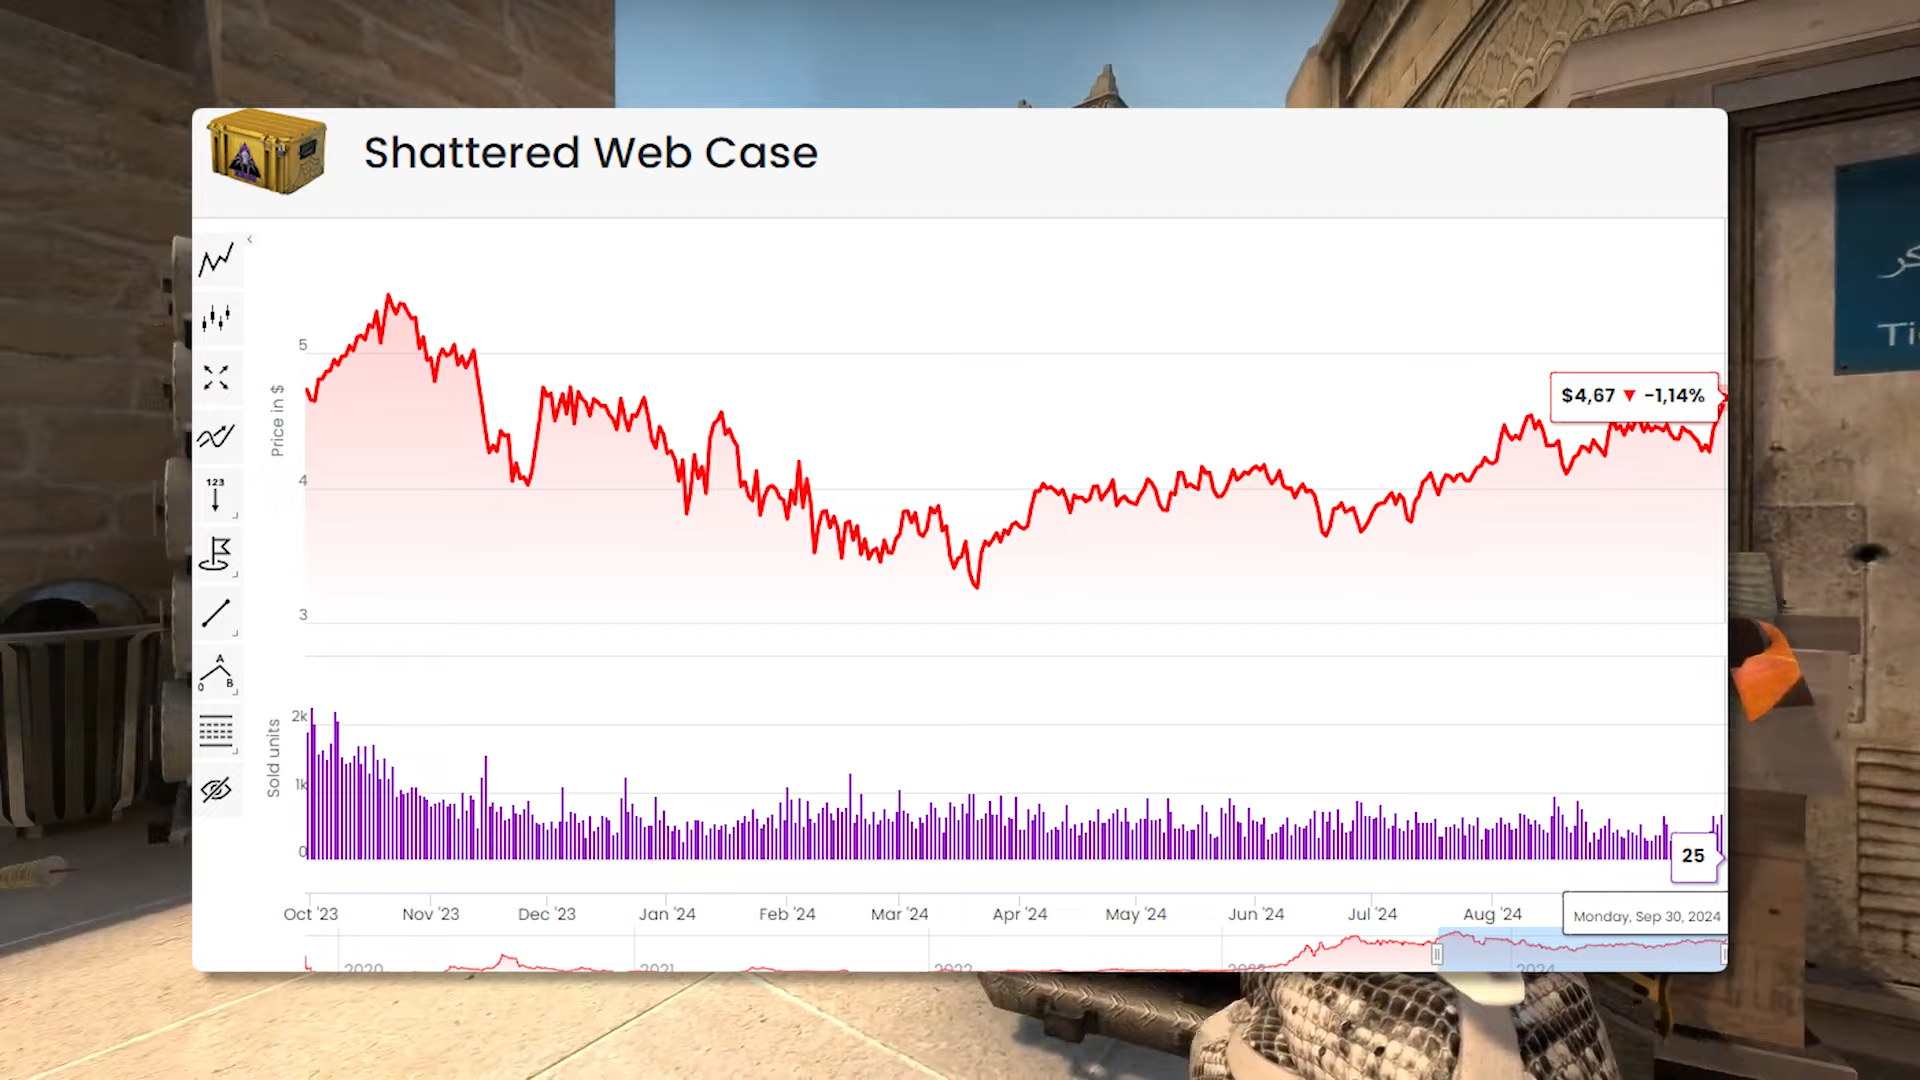 Shattered Web Case
Price in $
5
4
3
$4,67 ▼ -1,14%
123
A
0 B
Sold units
2k
1k
0
25
Oct '23 Nov '23 Dec '23 Jan '24 Feb '24 Mar '24 Apr '24 May '24 Jun '24 Jul '24 Aug '24 Monday, Sep 30, 2024
2020 2021 2022 2023 2024